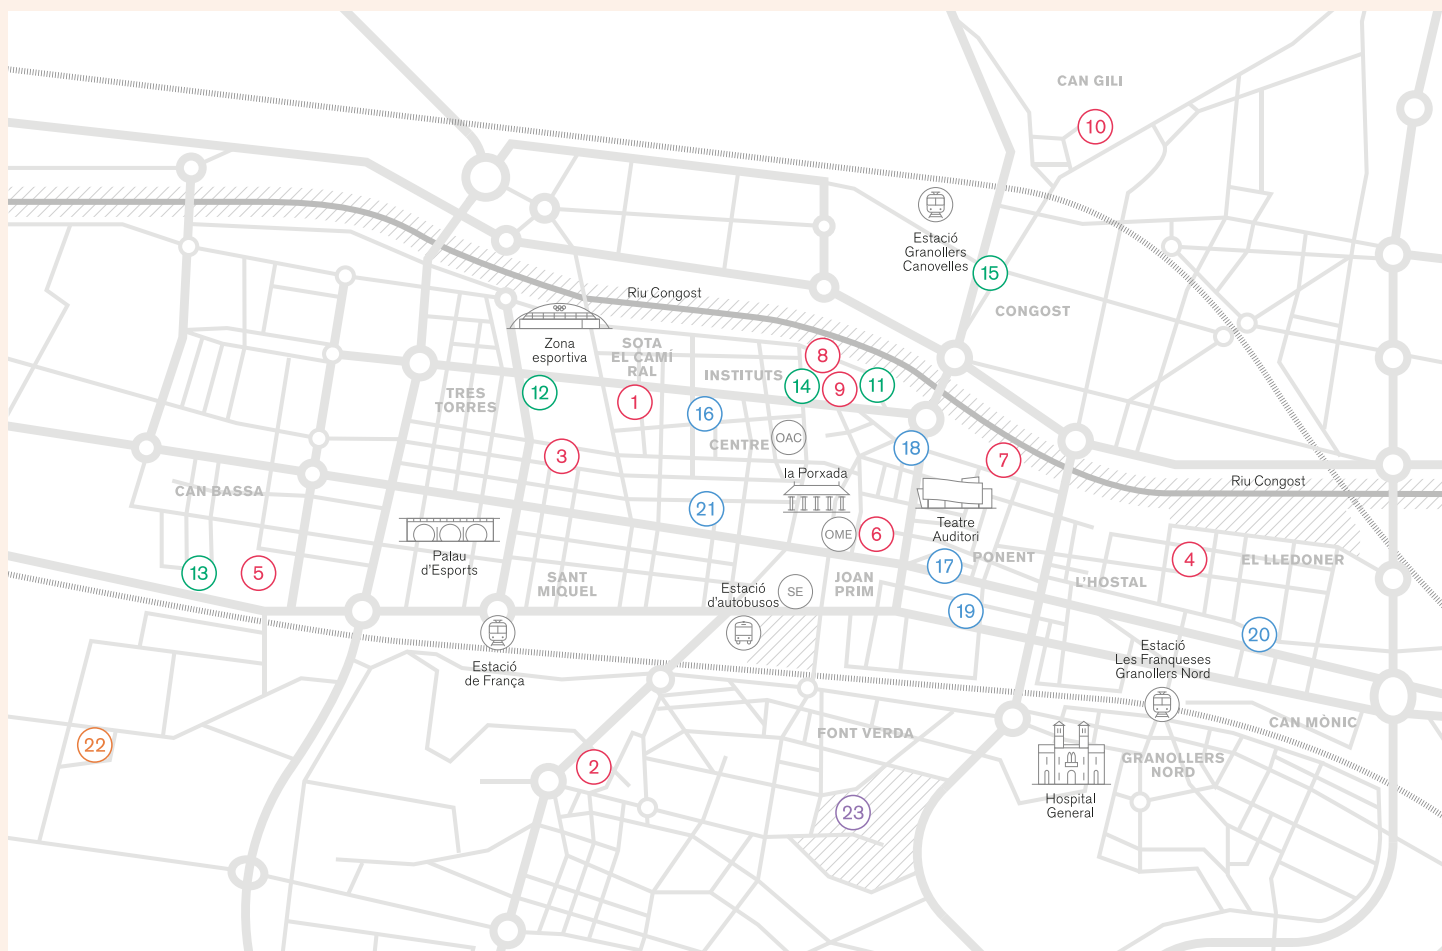 CAN GILI
10
Estació
Granollers
Canovelles
15
CONGOST
Riu Congost
Zona
esportiva
SOTA
EL CAMÍ
RAL
INSTITUTS
8
14
9
11
TRES
TORRES
12
1
16
CENTRE
OAC
18
7
3
la Porxada
Riu Congost
CAN BASSA
21
Teatre
Auditori
OME
6
Palau
d'Esports
PONENT
4
EL LLEDONER
13
5
SANT
MIQUEL
Estació
d'autobusos
SE
JOAN
PRIM
17
L'HOSTAL
19
20
Estació
de França
Estació
Les Franqueses
Granollers Nord
CAN MÒNIC
22
2
FONT VERDA
GRANOLLERS
NORD
23
Hospital
General